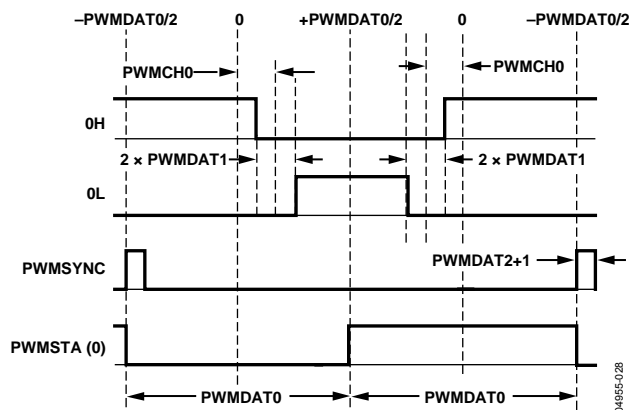 –PWMDAT0/2 0 +PWMDAT0/2 0 –PWMDAT0/2
PWMCH0 PWMCH0
0H
2 × PWMDAT1 2 × PWMDAT1
0L
PWMSYNC PWMDAT2+1
PWMSTA (0)
PWMDAT0 PWMDAT0
04955-028